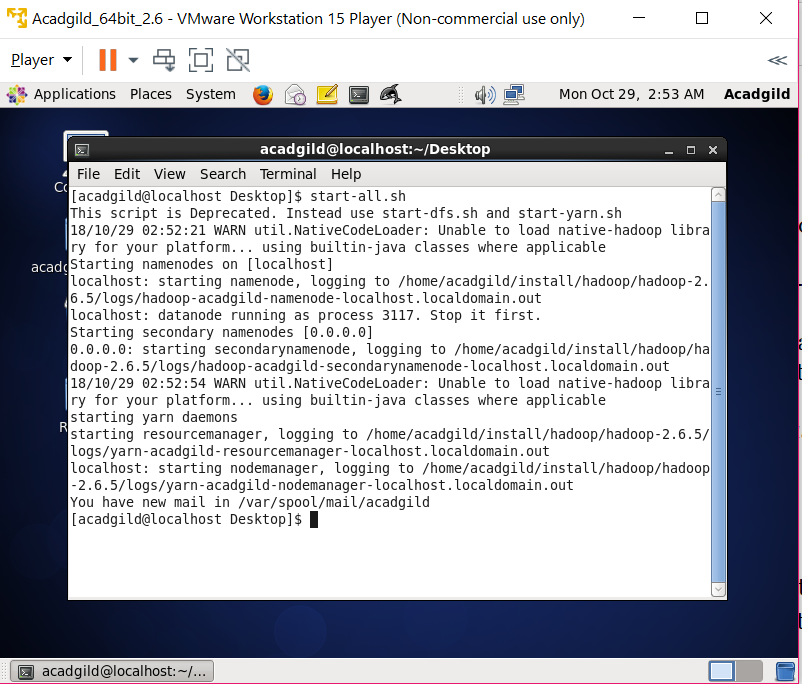 Acadgild_64bit_2.6 - VMware Workstation 15 Player (Non-commercial use only)
Player
Applications Places System Mon Oct 29, 2:53 AM Acadgild
acadgild@localhost:~/Desktop
File Edit View Search Terminal Help
[acadgild@localhost Desktop]$ start-all.sh
This script is Deprecated. Instead use start-dfs.sh and start-yarn.sh
18/10/29 02:52:21 WARN util.NativeCodeLoader: Unable to load native-hadoop libra
ry for your platform... using builtin-java classes where applicable
Starting namenodes on [localhost]
localhost: starting namenode, logging to /home/acadgild/install/hadoop/hadoop-2.
6.5/logs/hadoop-acadgild-namenode-localhost.localdomain.out
localhost: datanode running as process 3117. Stop it first.
Starting secondary namenodes [0.0.0.0]
0.0.0.0: starting secondarynamenode, logging to /home/acadgild/install/hadoop/ha
doop-2.6.5/logs/hadoop-acadgild-secondarynamenode-localhost.localdomain.out
18/10/29 02:52:54 WARN util.NativeCodeLoader: Unable to load native-hadoop libra
ry for your platform... using builtin-java classes where applicable
starting yarn daemons
starting resourcemanager, logging to /home/acadgild/install/hadoop/hadoop-2.6.5/
logs/yarn-acadgild-resourcemanager-localhost.localdomain.out
localhost: starting nodemanager, logging to /home/acadgild/install/hadoop/hadoop
-2.6.5/logs/yarn-acadgild-nodemanager-localhost.localdomain.out
You have new mail in /var/spool/mail/acadgild
[acadgild@localhost Desktop]$
acadgild@localhost:~/...